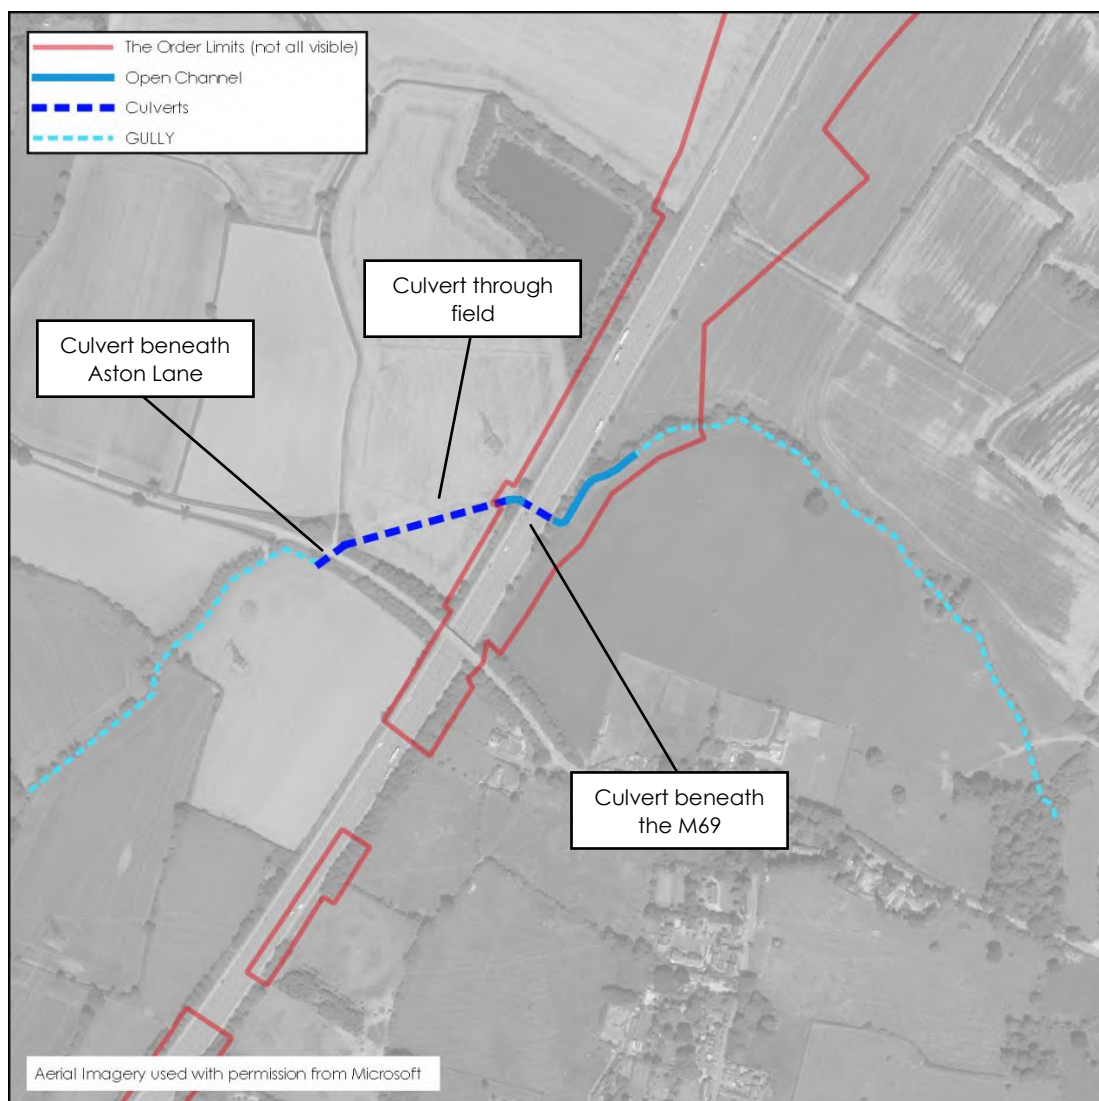 The Order Limits (not all visible)
Open Channel
Culverts
GULLY
Culvert through
field
Culvert beneath
Aston Lane
Culvert beneath
the M69
Aerial Imagery used with permission from Microsoft